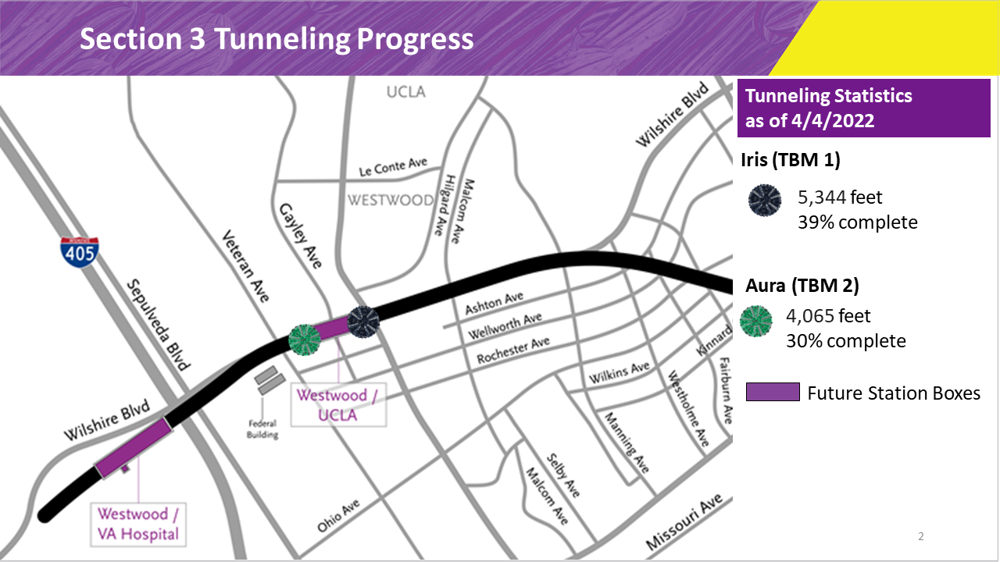 Section 3 Tunneling Progress
UCLA
Wilshire Blvd
Le Conte Ave
WESTWOOD
Hilgard Ave
Malcom Ave
Gayley Ave
Veteran Ave
405
Sepulveda Blvd
Ashton Ave
Wellworth Ave
Rochester Ave
Wilkins Ave
Kinnard
Fairburn Ave
Westholme Ave
Manning Ave
Selby Ave
Malcom Ave
Missouri Ave
Ohio Ave
Westwood /
UCLA
Federal
Building
Wilshire Blvd
Westwood /
VA Hospital
Tunneling Statistics
as of 4/4/2022
Iris (TBM 1)
5,344 feet
39% complete
Aura (TBM 2)
4,065 feet
30% complete
Future Station Boxes
2